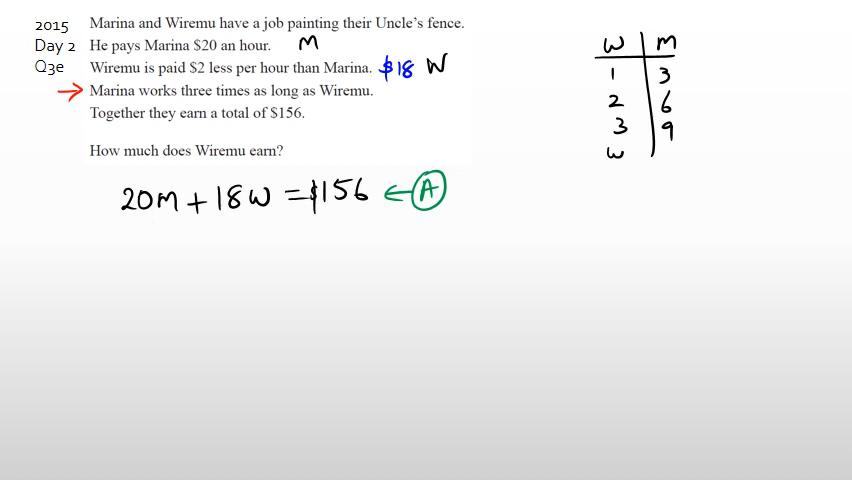 2015
Day 2
Q3e
Marina and Wiremu have a job painting their Uncle's fence.
He pays Marina $20 an hour. M
Wiremu is paid $2 less per hour than Marina. $18 W
→ Marina works three times as long as Wiremu.
Together they earn a total of $156.
How much does Wiremu earn?
20M + 18W = $156 ← A
W M
1 3
2 6
3 9
W